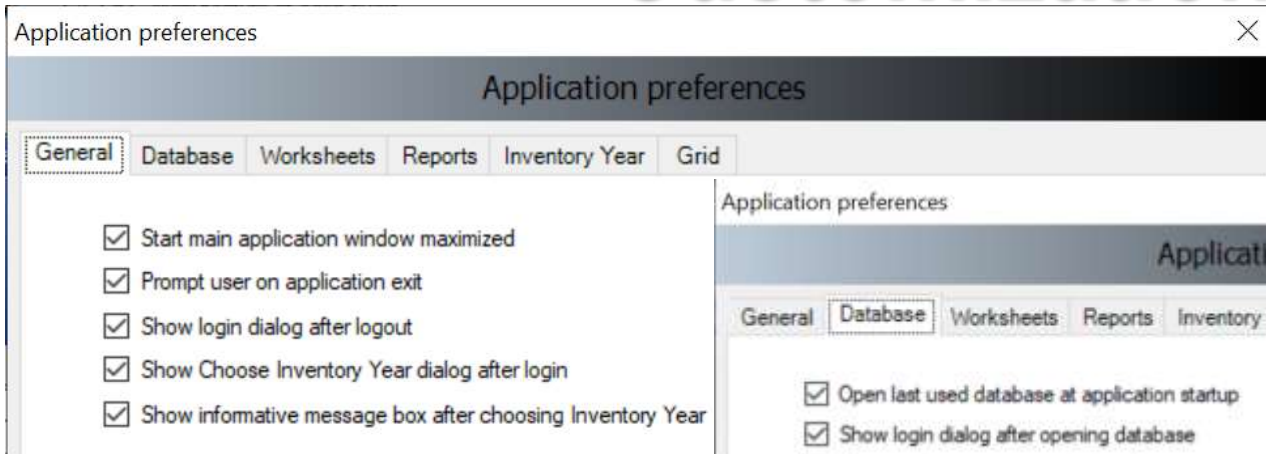 Application preferences
Application preferences
General Database Worksheets Reports Inventory Year Grid
Start main application window maximized
Prompt user on application exit
Show login dialog after logout
Show Choose Inventory Year dialog after login
Show informative message box after choosing Inventory Year
Application preferences
General Database Worksheets Reports Inventory
Open last used database at application startup
Show login dialog after opening database